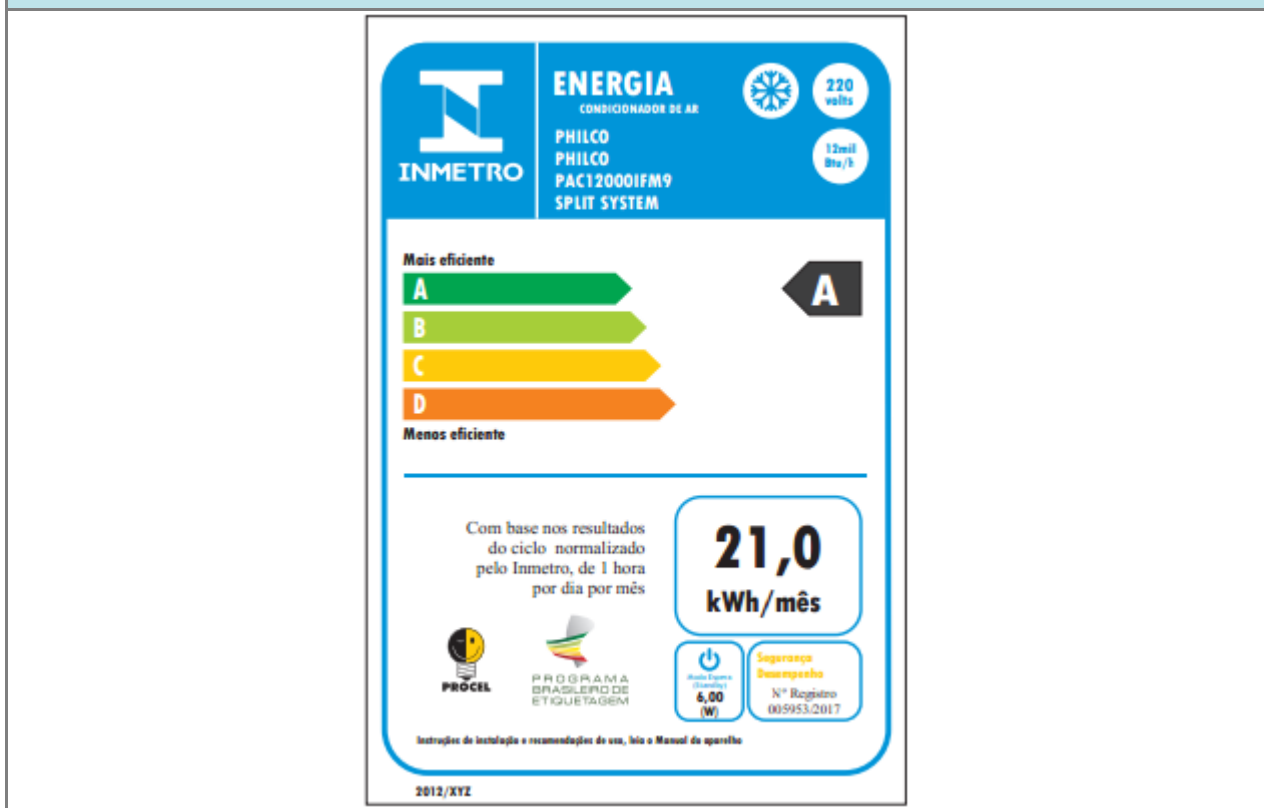 ENERGIA
CONDICIONADOR DE AR
220
volts
PHILCO
PHILCO
PAC12000IFM9
SPLIT SYSTEM
12mil
Btu/h
INMETRO
Mais eficiente
A
A
B
C
D
Menos eficiente
Com base nos resultados
do ciclo normalizado
pelo Inmetro, de 1 hora
por dia por mês
21,0
kWh/mês
PROCEL
PROGRAMA
BRASILEIRO DE
ETIQUETAGEM
Modo Espera
(Standby)
6,00
(W)
Segurança
Desempenho
N° Registro
005953/2017
Instruções de instalação e recomendações de uso, leia o Manual do aparelho
2012/XYZ